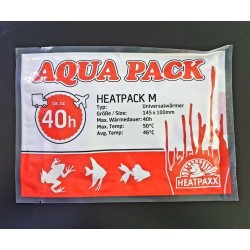 AQUA PACK
BIS ZU
40h
HEATPACK M
Typ: Universalwärmer
Größe / Size: 145 x 100mm
Max. Wärmedauer: 40h
Max. Temp: 50°C
Avg. Temp: 46°C
HEATPAXX